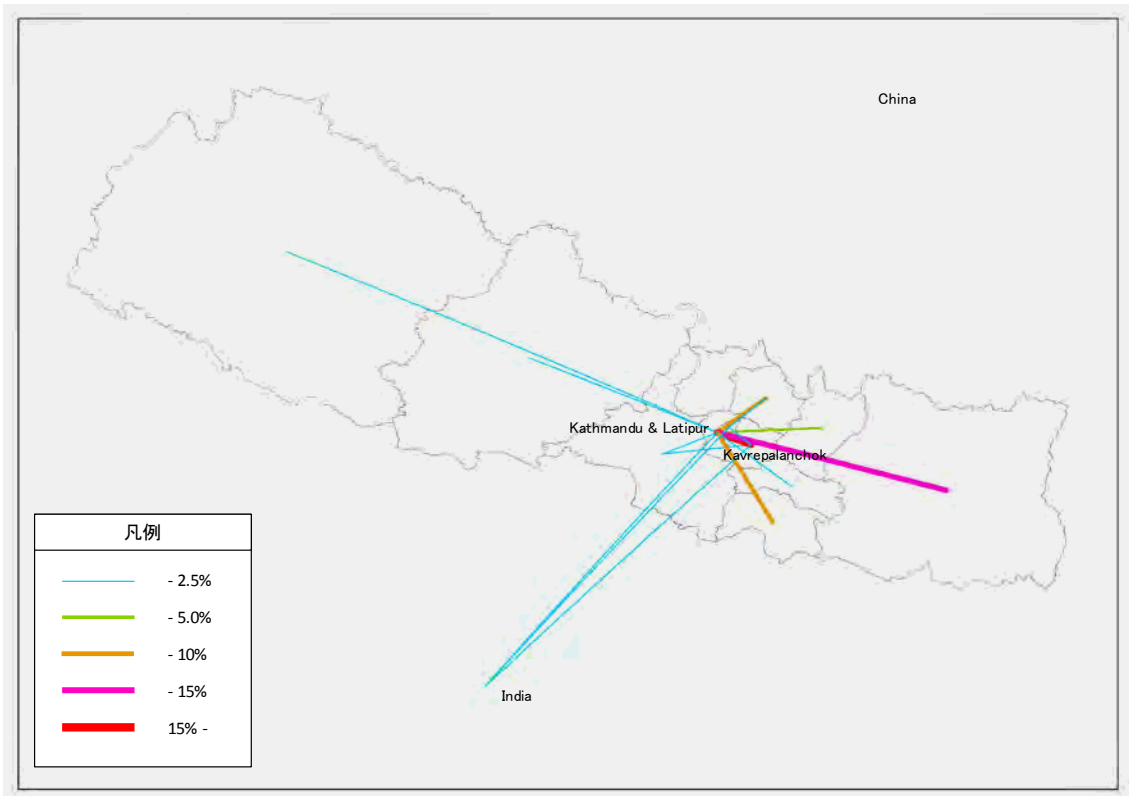 China
Kathmandu & Latipur
Kavrepalanchok
凡例
- 2.5%
- 5.0%
- 10%
- 15%
15% -
India